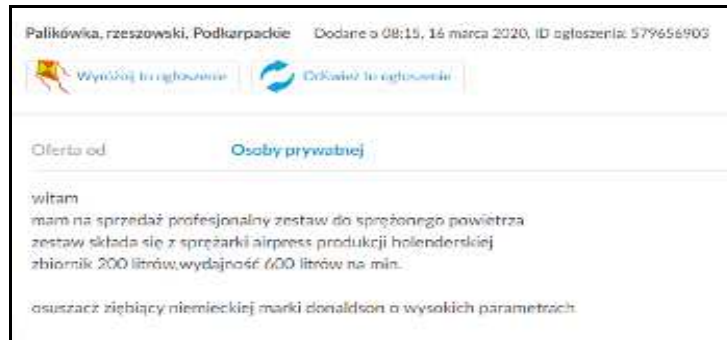 Palikówka, rzeszowski, Podkarpackie Dodane o 08:15, 16 marca 2020, ID ogłoszenia: 579656903
Wyróżnij to ogłoszenie Odśwież to ogłoszenie
Oferta od Osoby prywatnej
witam
mam na sprzedaż profesjonalny zestaw do sprężonego powietrza
zestaw składa się z sprężarki airpress produkcji holenderskiej
zbiornik 200 litrów,wydajność 600 litrów na min.
osuszacz ziębiący niemieckiej marki donaldson o wysokich parametrach